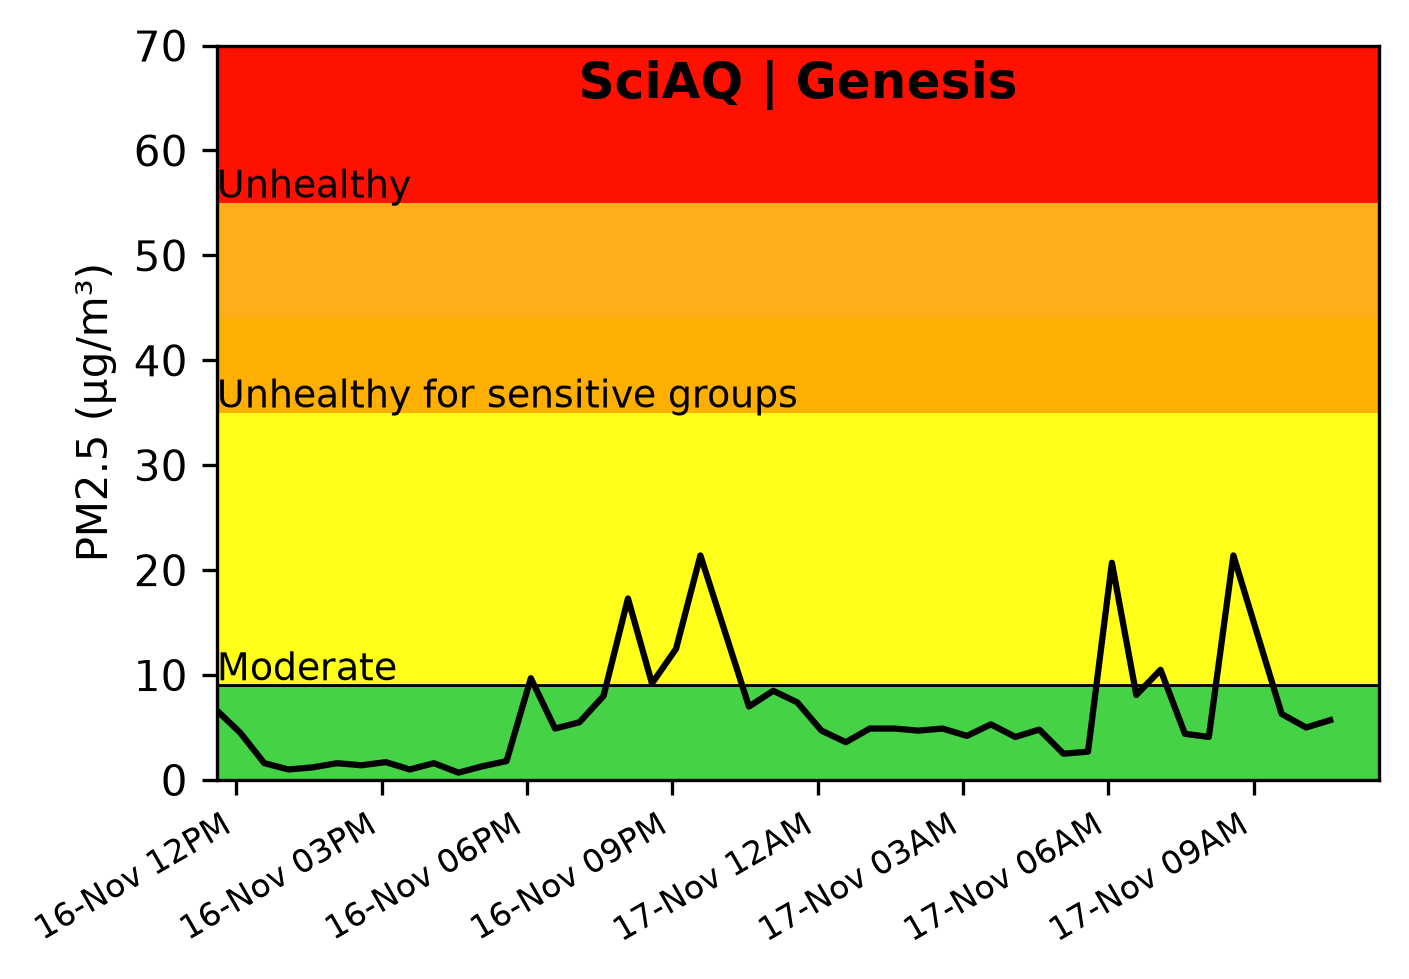 SciAQ | Genesis
PM2.5 (µg/m³)
70
60
50
40
30
20
10
0
Unhealthy
Unhealthy for sensitive groups
Moderate
16-Nov 12PM
16-Nov 03PM
16-Nov 06PM
16-Nov 09PM
17-Nov 12AM
17-Nov 03AM
17-Nov 06AM
17-Nov 09AM